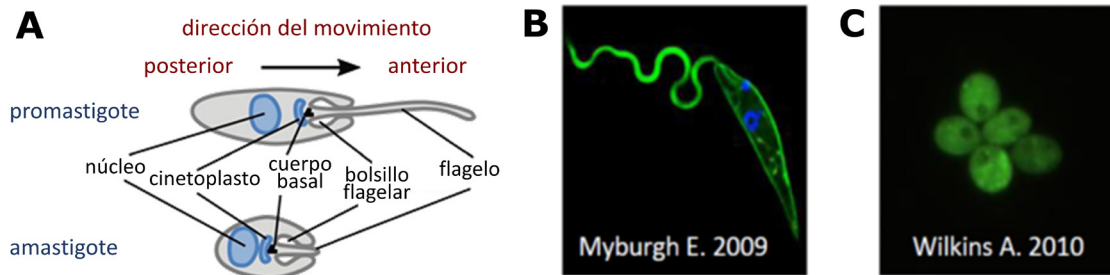 A
dirección del movimiento
posterior
anterior
promastigote
núcleo
cinetoplasto
cuerpo
basal
bolsillo
flagelar
flagelo
amastigote
B
Myburgh E. 2009
C
Wilkins A. 2010